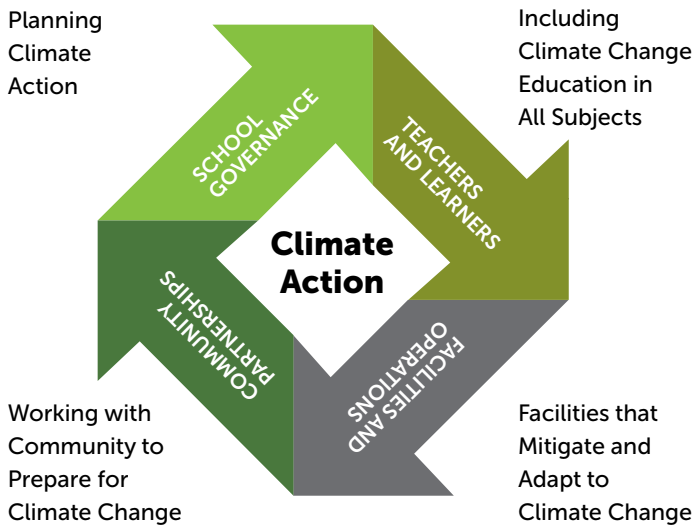 Planning
Climate
Action
Including
Climate Change
Education in
All Subjects
SCHOOL
GOVERNANCE
TEACHERS
AND LEARNERS
Climate
Action
COMMUNITY
PARTNERSHIPS
FACILITIES AND
OPERATIONS
Working with
Community to
Prepare for
Climate Change
Facilities that
Mitigate and
Adapt to
Climate Change